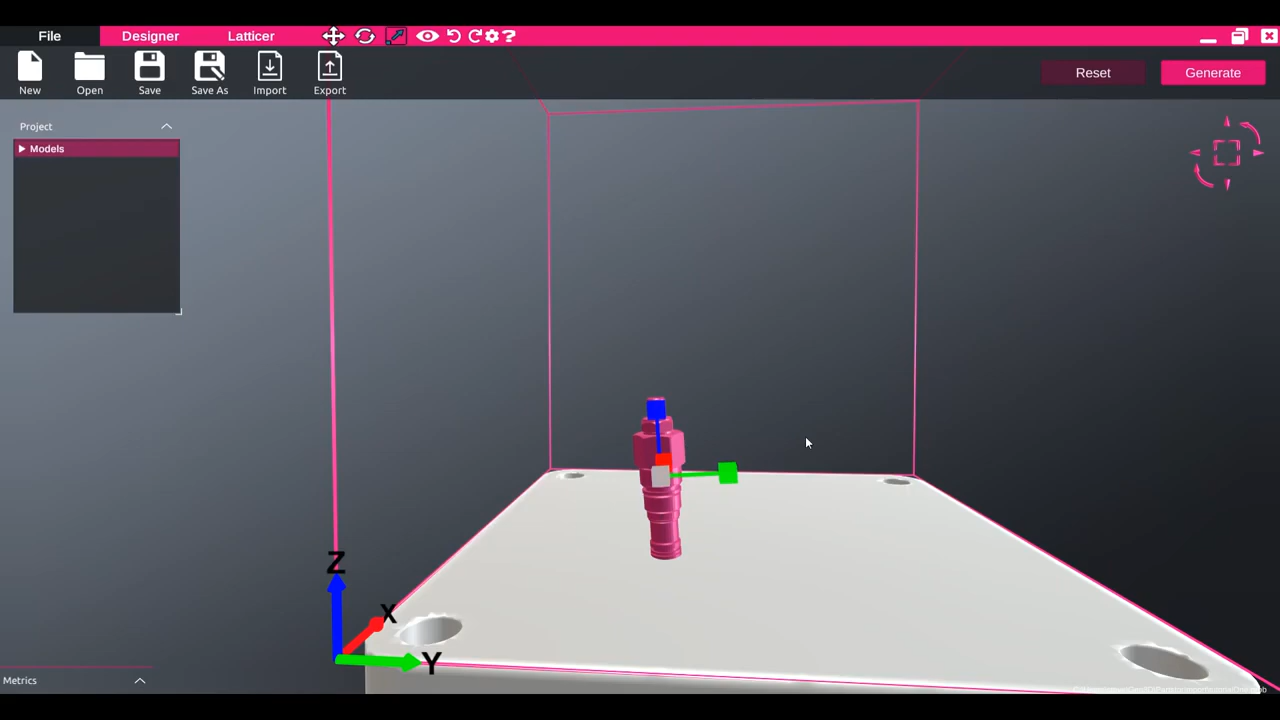 File Designer Latticer
New Open Save Save As Import Export Reset Generate
Project
Models
Z
X
Y
Metrics